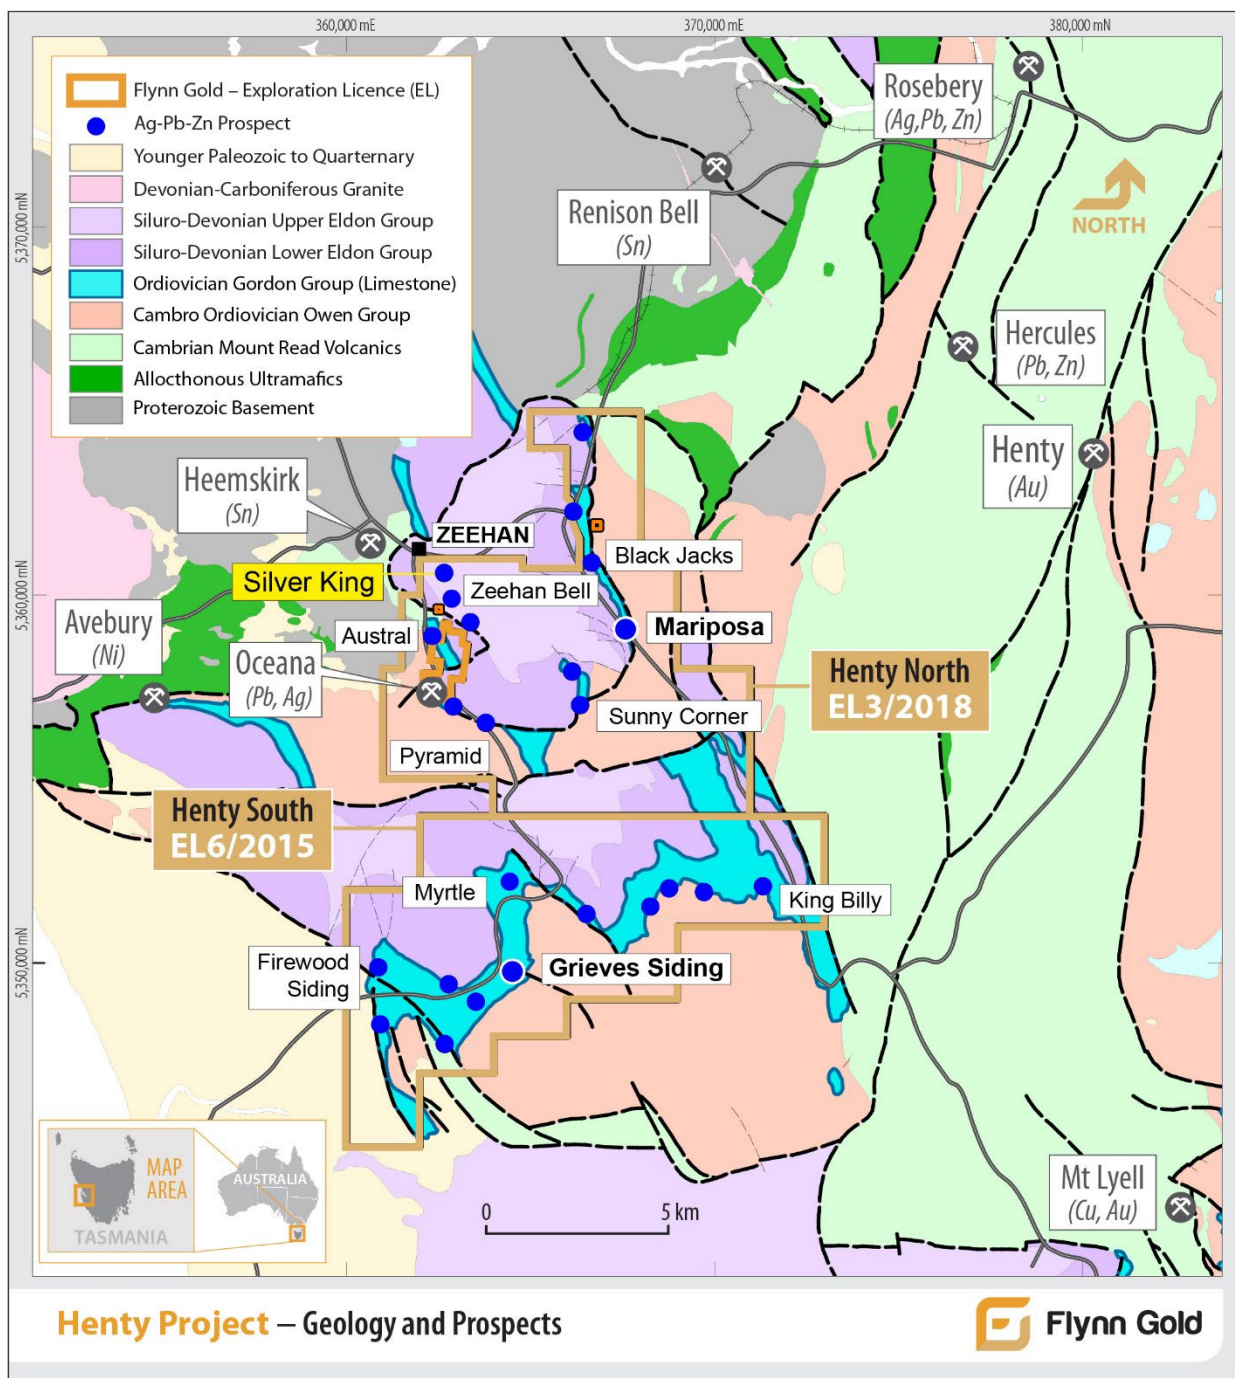 360,000 mE
370,000 mE
380,000 mN
Flynn Gold – Exploration Licence (EL)
Ag-Pb-Zn Prospect
Younger Paleozoic to Quarternary
Devonian-Carboniferous Granite
Siluro-Devonian Upper Eldon Group
Siluro-Devonian Lower Eldon Group
Ordiovician Gordon Group (Limestone)
Cambro Ordiovician Owen Group
Cambrian Mount Read Volcanics
Allocthonous Ultramafics
Proterozoic Basement
Rosebery
(Ag,Pb, Zn)
NORTH
Renison Bell
(Sn)
5,370,000 mN
Hercules
(Pb, Zn)
Henty
(Au)
Heemskirk
(Sn)
ZEEHAN
Black Jacks
Silver King
Zeehan Bell
5,360,000 mN
Avebury
(Ni)
Austral
Mariposa
Oceana
(Pb, Ag)
Henty North
EL3/2018
Sunny Corner
Pyramid
Henty South
EL6/2015
Myrtle
King Billy
5,350,000 mN
Firewood
Siding
Grieves Siding
MAP
AREA
TASMANIA
AUSTRALIA
0
5 km
Mt Lyell
(Cu, Au)
Henty Project – Geology and Prospects
Flynn Gold